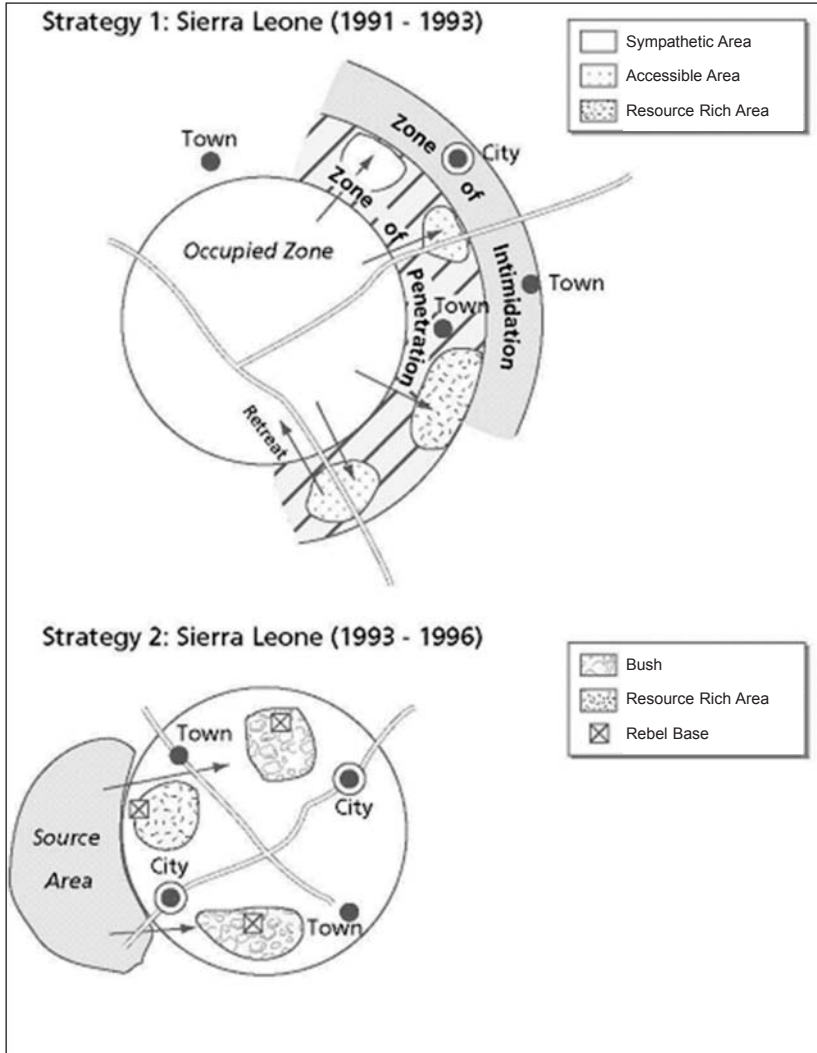 Strategy 1: Sierra Leone (1991 - 1993)
Sympathetic Area
Accessible Area
Resource Rich Area
Town
City
Zone of Intimidation
Zone of Penetration
Occupied Zone
Town
Town
Retreat
Strategy 2: Sierra Leone (1993 - 1996)
Bush
Resource Rich Area
Rebel Base
Town
City
Source
Area
City
Town